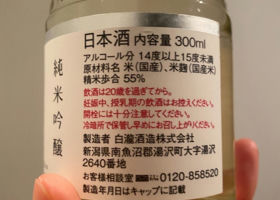 純米吟醸
日本酒 内容量 300ml
アルコール分 14度以上15度未満
原材料名 米(国産)、米麹(国産米)
精米歩合 55%
飲酒は20歳を過ぎてから。
妊娠中、授乳期の飲酒はお控えください。
開栓には十分注意してください。
冷暗所で保管し早めにお召し上がりください。
製造者 白瀧酒造株式会社
新潟県南魚沼郡湯沢町大字湯沢
2640番地
お客様相談室 0120-858520
製造年月日はキャップに記載